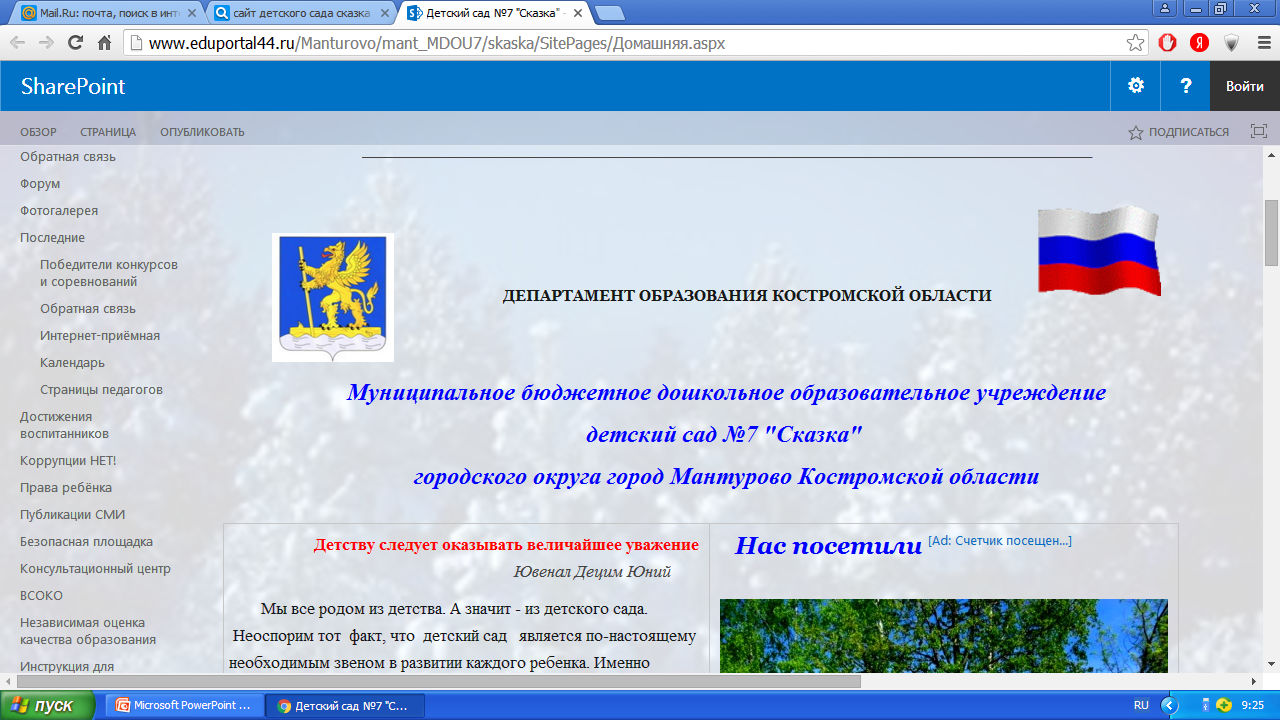 Mail.Ru: почта, поиск в инте
сайт детского сада сказка
Детский сад №7 "Сказка" -
www.eduportal44.ru/Manturovo/mant_MDOU7/skaska/SitePages/Домашняя.aspx
SharePoint
?
Войти
ОБЗОР СТРАНИЦА ОПУБЛИКОВАТЬ
ПОДПИСАТЬСЯ
Обратная связь
Форум
Фотогалерея
Последние
Победители конкурсов
и соревнований
Обратная связь
Интернет-приёмная
Календарь
Страницы педагогов
Достижения
воспитанников
Коррупции НЕТ!
Права ребёнка
Публикации СМИ
Безопасная площадка
Консультационный центр
ВСОКО
Независимая оценка
качества образования
Инструкция для
ДЕПАРТАМЕНТ ОБРАЗОВАНИЯ КОСТРОМСКОЙ ОБЛАСТИ
Муниципальное бюджетное дошкольное образовательное учреждение
детский сад №7 "Сказка"
городского округа город Мантурово Костромской области
Детству следует оказывать величайшее уважение
Ювенал Децим Юний
Мы все родом из детства. А значит - из детского сада.
Неоспорим тот факт, что детский сад является по-настоящему
необходимым звеном в развитии каждого ребенка. Именно
Нас посетили [Ad: Счетчик посещен...]
пуск
Microsoft PowerPoint ...
Детский сад №7 "С...
RU
9:25